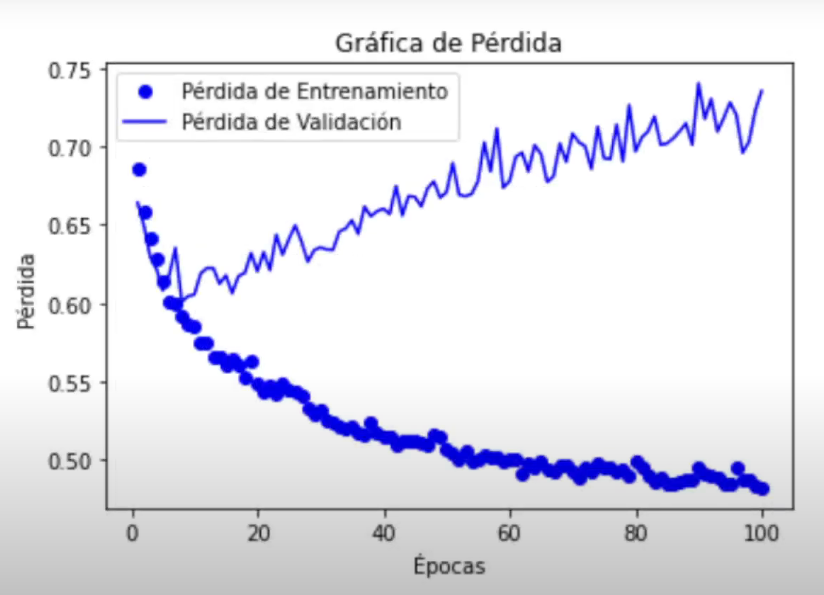 Gráfica de Pérdida
0.75
0.70
0.65
0.60
0.55
0.50
Pérdida
Pérdida de Entrenamiento
Pérdida de Validación
0 20 40 60 80 100
Épocas